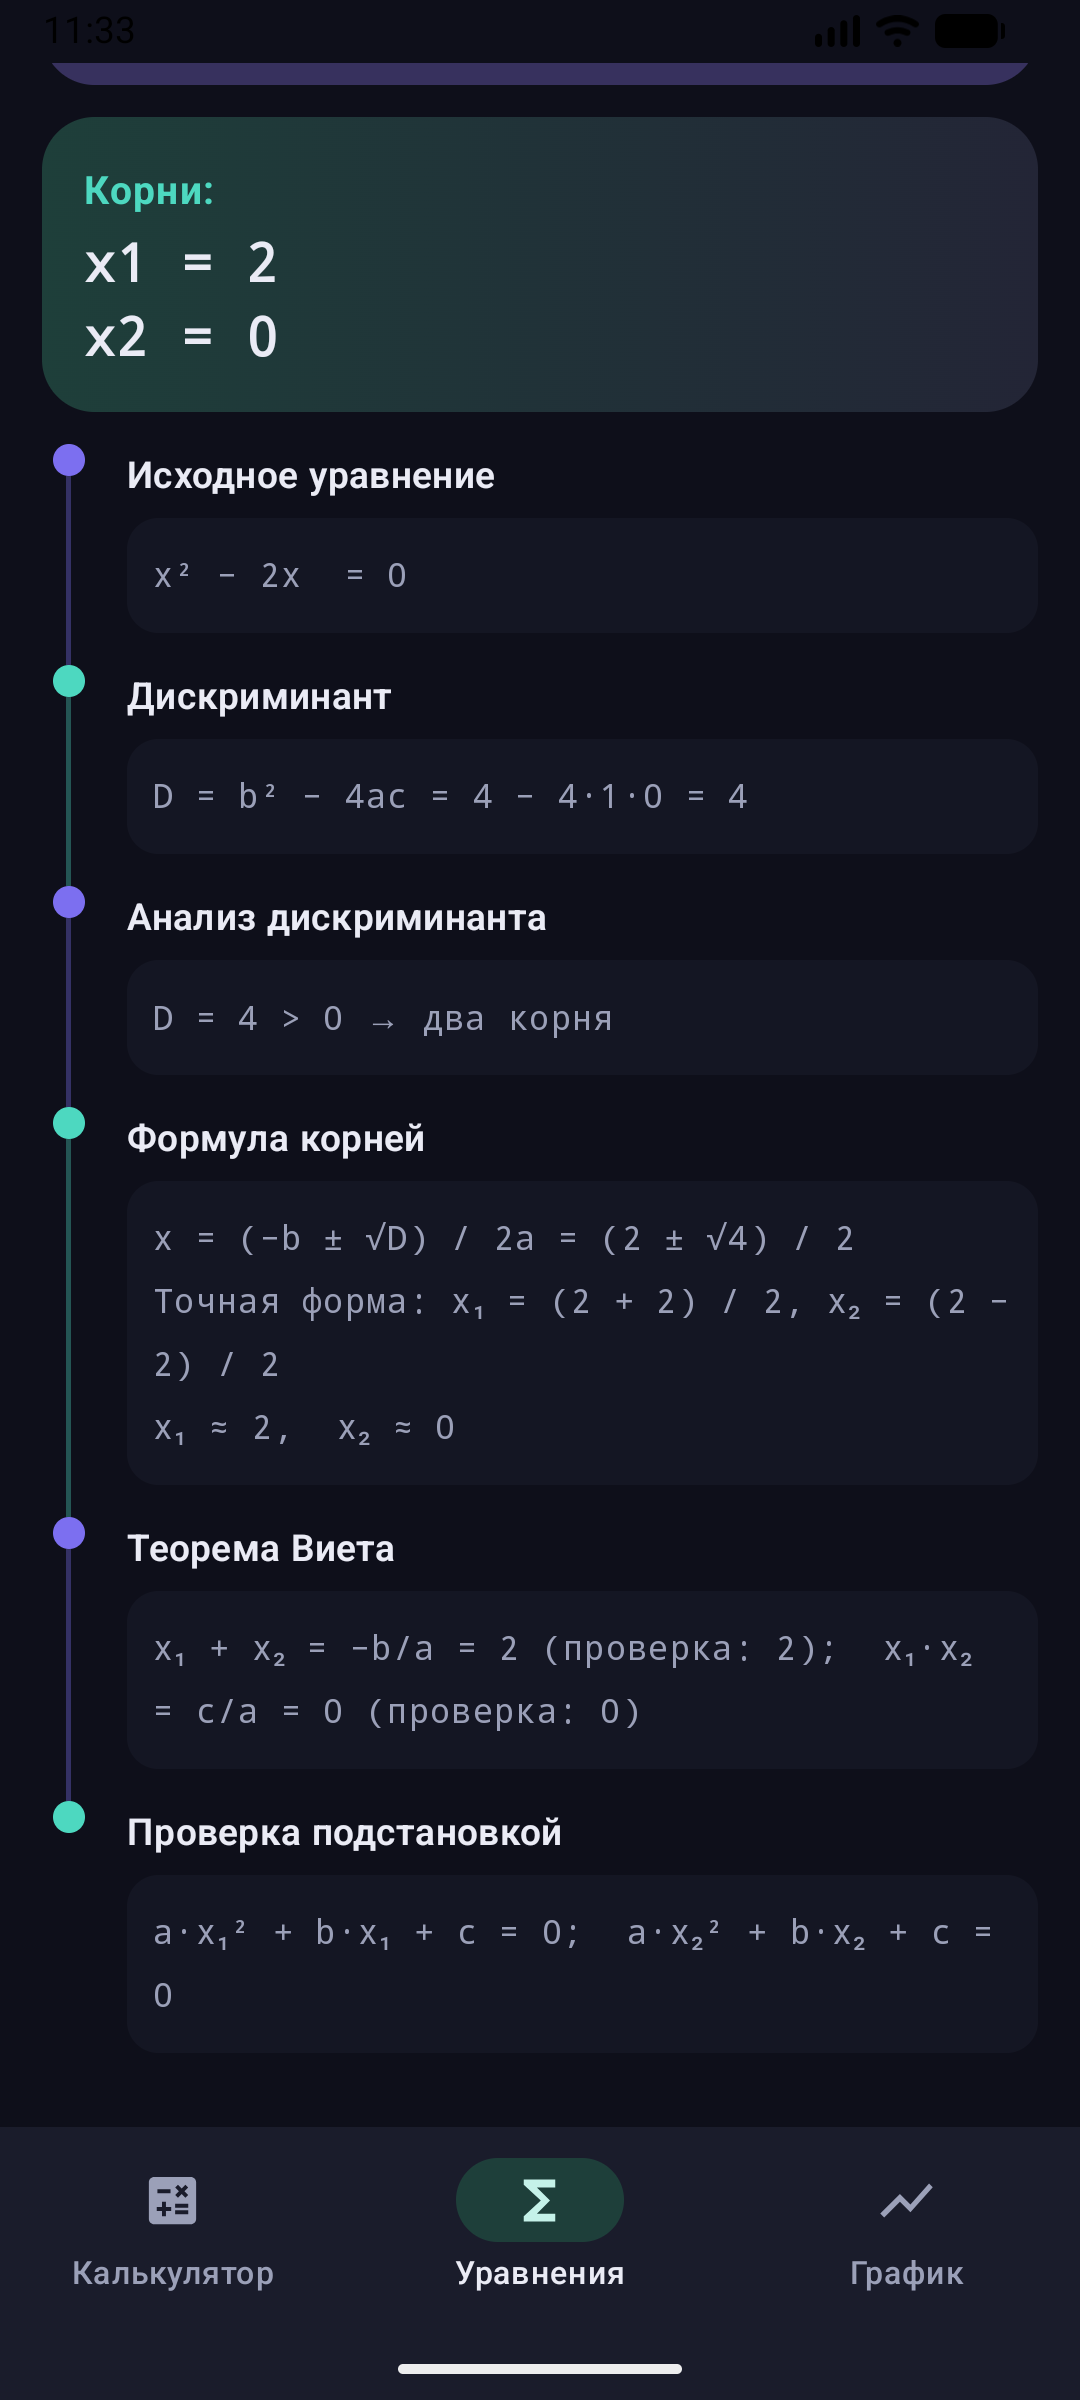 11:33
Корни:
x1 = 2
x2 = 0
Исходное уравнение
x² − 2x  = 0
Дискриминант
D = b² − 4ac = 4 − 4·1·0 = 4
Анализ дискриминанта
D = 4 > 0 → два корня
Формула корней
x = (−b ± √D) / 2a = (2 ± √4) / 2
Точная форма: x₁ = (2 + 2) / 2, x₂ = (2 −
2) / 2
x₁ ≈ 2,  x₂ ≈ 0
Теорема Виета
x₁ + x₂ = −b/a = 2 (проверка: 2);  x₁·x₂
= c/a = 0 (проверка: 0)
Проверка подстановкой
a·x₁² + b·x₁ + c = 0;  a·x₂² + b·x₂ + c =
0
Калькулятор
Уравнения
График